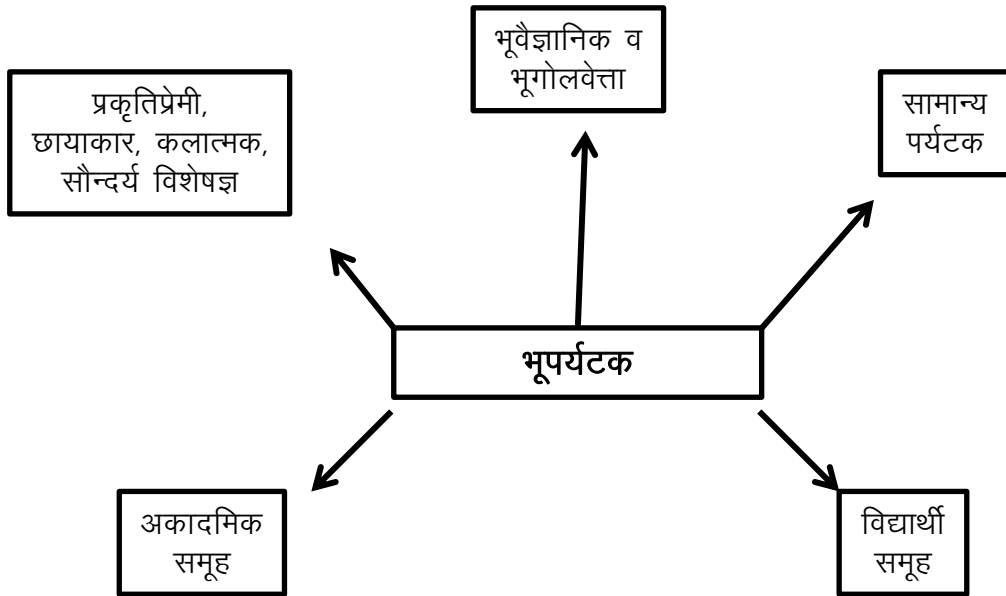 भूवैज्ञानिक व
भूगोलवेत्ता
प्रकृतिप्रेमी,
छायाकार, कलात्मक,
सौन्दर्य विशेषज्ञ
सामान्य
पर्यटक
भूपर्यटक
अकादमिक
समूह
विद्यार्थी
समूह